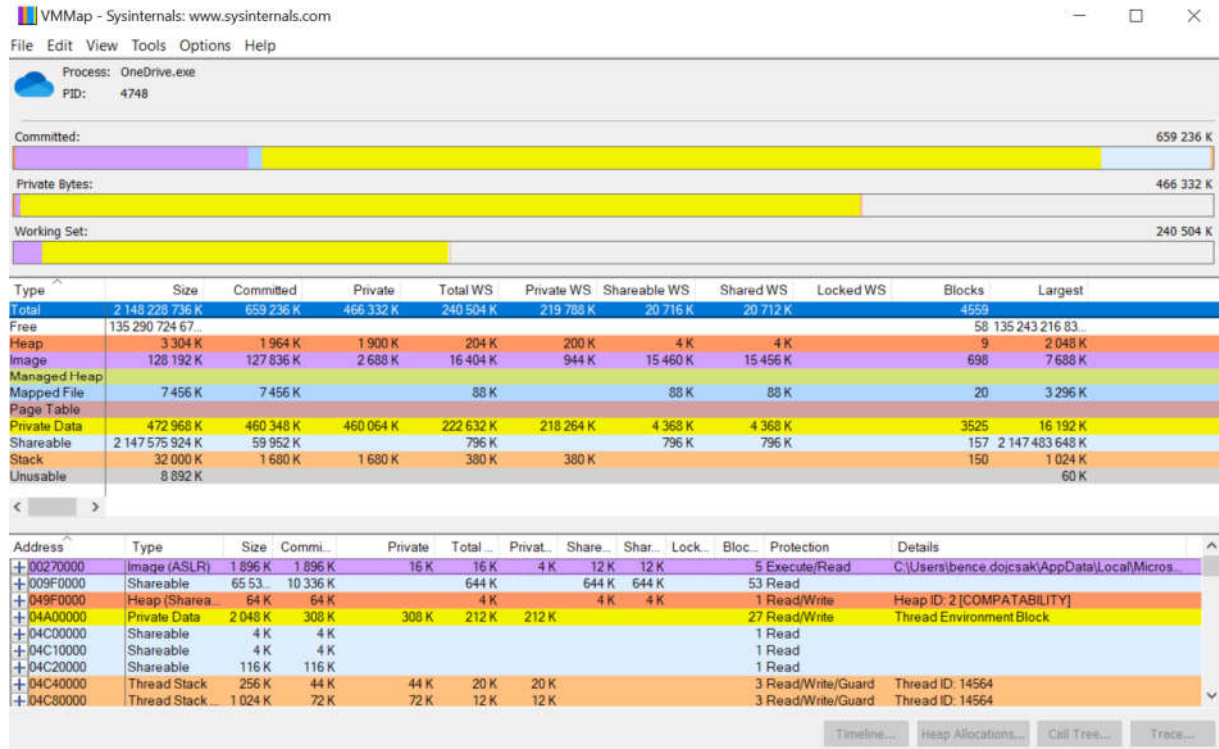 VMMap - Sysinternals: www.sysinternals.com
File Edit View Tools Options Help
Process: OneDrive.exe
PID: 4748
Committed: 659 236 K
Private Bytes: 466 332 K
Working Set: 240 504 K
Type Size Committed Private Total WS Private WS Shareable WS Shared WS Locked WS Blocks Largest
Total 2 148 228 736 K 659 236 K 466 332 K 240 504 K 219 788 K 20 716 K 20 712 K 4559
Free 135 290 724 67... 58 135 243 216 83...
Heap 3 304 K 1 964 K 1 900 K 204 K 200 K 4 K 4 K 9 2 048 K
Image 128 192 K 127 836 K 2 688 K 16 404 K 944 K 15 460 K 15 456 K 698 7 688 K
Managed Heap
Mapped File 7 456 K 7 456 K 88 K 88 K 88 K 20 3 296 K
Page Table
Private Data 472 968 K 460 348 K 460 064 K 222 632 K 218 264 K 4 368 K 4 368 K 3525 16 192 K
Shareable 2 147 575 924 K 59 952 K 796 K 796 K 796 K 157 2 147 483 648 K
Stack 32 000 K 1 680 K 1 680 K 380 K 380 K 150 1 024 K
Unusable 8 892 K 60 K
Address Type Size Commi... Private Total ... Privat... Share... Shar... Lock... Bloc... Protection Details
00270000 Image (ASLR) 1 896 K 1 896 K 16 K 16 K 4 K 12 K 12 K 5 Execute/Read C:\Users\bence.dojcsak\AppData\Local\Micros...
009F0000 Shareable 65 53... 10 336 K 644 K 644 K 644 K 53 Read
049F0000 Heap (Sharea... 64 K 64 K 4 K 4 K 4 K 1 Read/Write Heap ID: 2 [COMPATABILITY]
04A00000 Private Data 2 048 K 308 K 308 K 212 K 212 K 27 Read/Write Thread Environment Block
04C00000 Shareable 4 K 4 K 1 Read
04C10000 Shareable 4 K 4 K 1 Read
04C20000 Shareable 116 K 116 K 1 Read
04C40000 Thread Stack 256 K 44 K 44 K 20 K 20 K 3 Read/Write/Guard Thread ID: 14564
04C80000 Thread Stack ... 1 024 K 72 K 72 K 12 K 12 K 3 Read/Write/Guard Thread ID: 14564
Timeline... Heap Allocations... Call Tree... Trace...